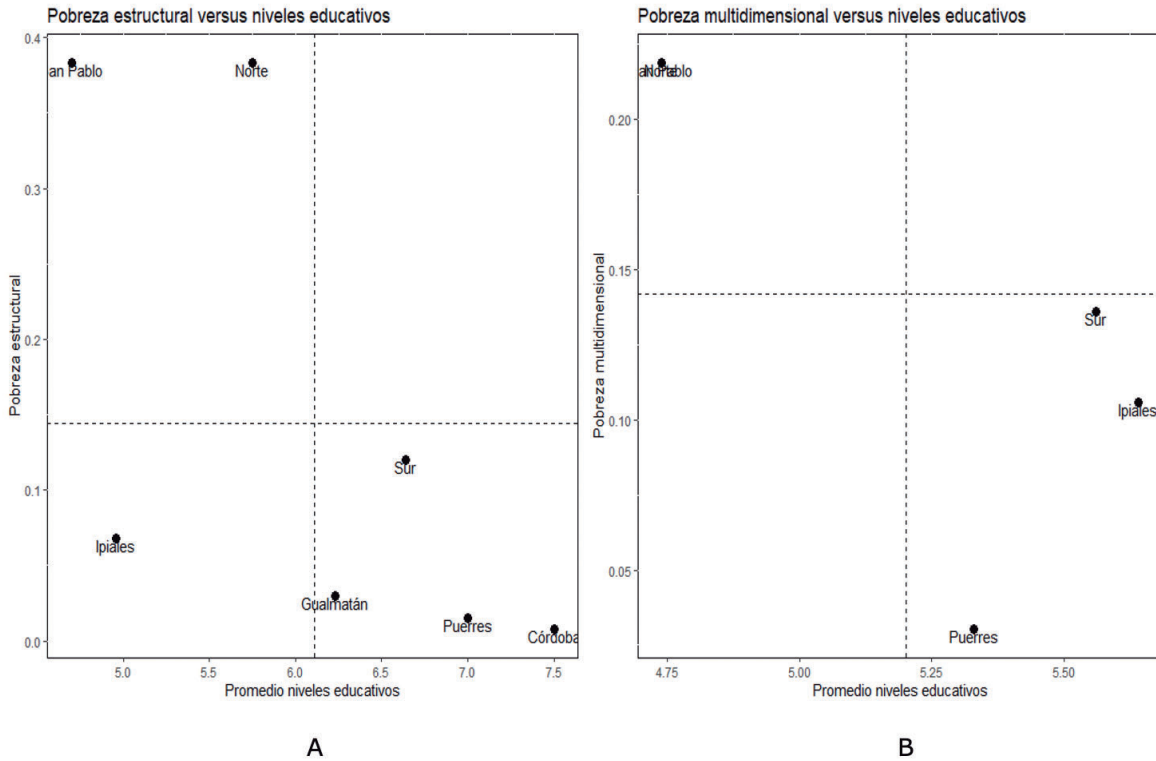 Pobreza estructural versus niveles educativos
0.4
0.3
0.2
0.1
0.0
Pobreza estructural
an Pablo
Norte
Sur
Ipiales
Gualmatán
Puerres
Córdoba
5.0 5.5 6.0 6.5 7.0 7.5
Promedio niveles educativos
A
Pobreza multidimensional versus niveles educativos
0.20
0.15
0.10
0.05
Pobreza multidimensional
Norte
Pablo
Sur
Ipiales
Puerres
4.75 5.00 5.25 5.50
Promedio niveles educativos
B